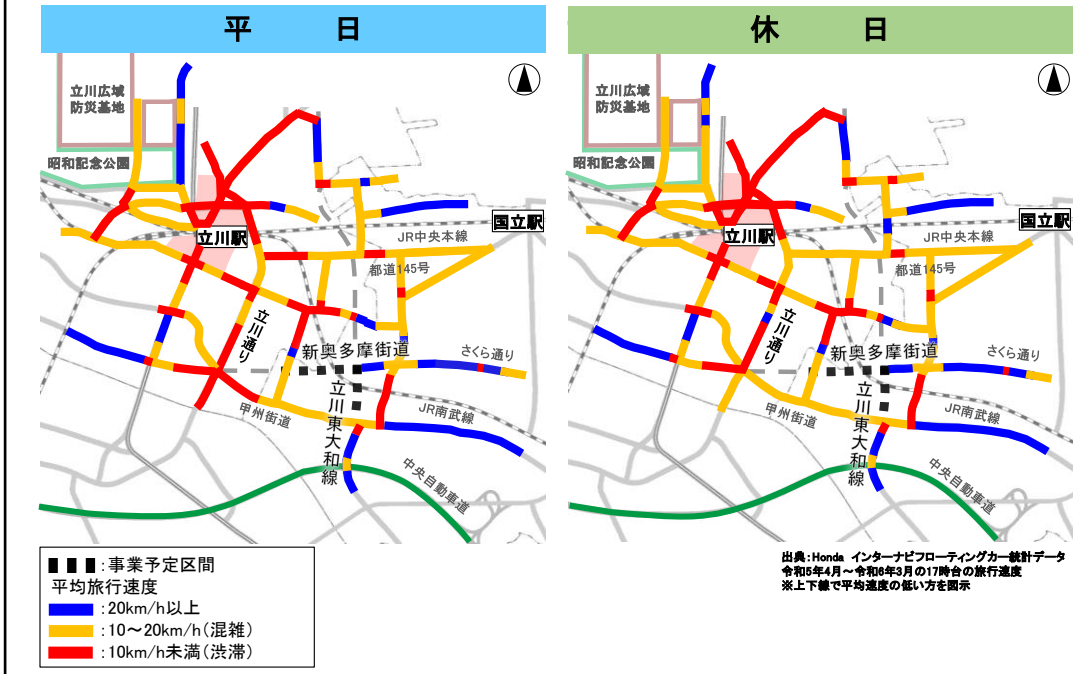 平　日
立川広域
防災基地
昭和記念公園
国立駅
立川駅
JR中央本線
都道145号
立川通り
新奥多摩街道
さくら通り
立川東大和線
甲州街道
JR南武線
中央自動車道
休　日
立川広域
防災基地
昭和記念公園
国立駅
立川駅
JR中央本線
都道145号
立川通り
新奥多摩街道
さくら通り
立川東大和線
甲州街道
JR南武線
中央自動車道
:事業予定区間
平均旅行速度
:20km/h以上
:10～20km/h(混雑)
:10km/h未満(渋滞)
出典:Honda インターナビフローティングカー統計データ
令和5年4月～令和6年3月の17時台の旅行速度
※上下線で平均速度の低い方を図示